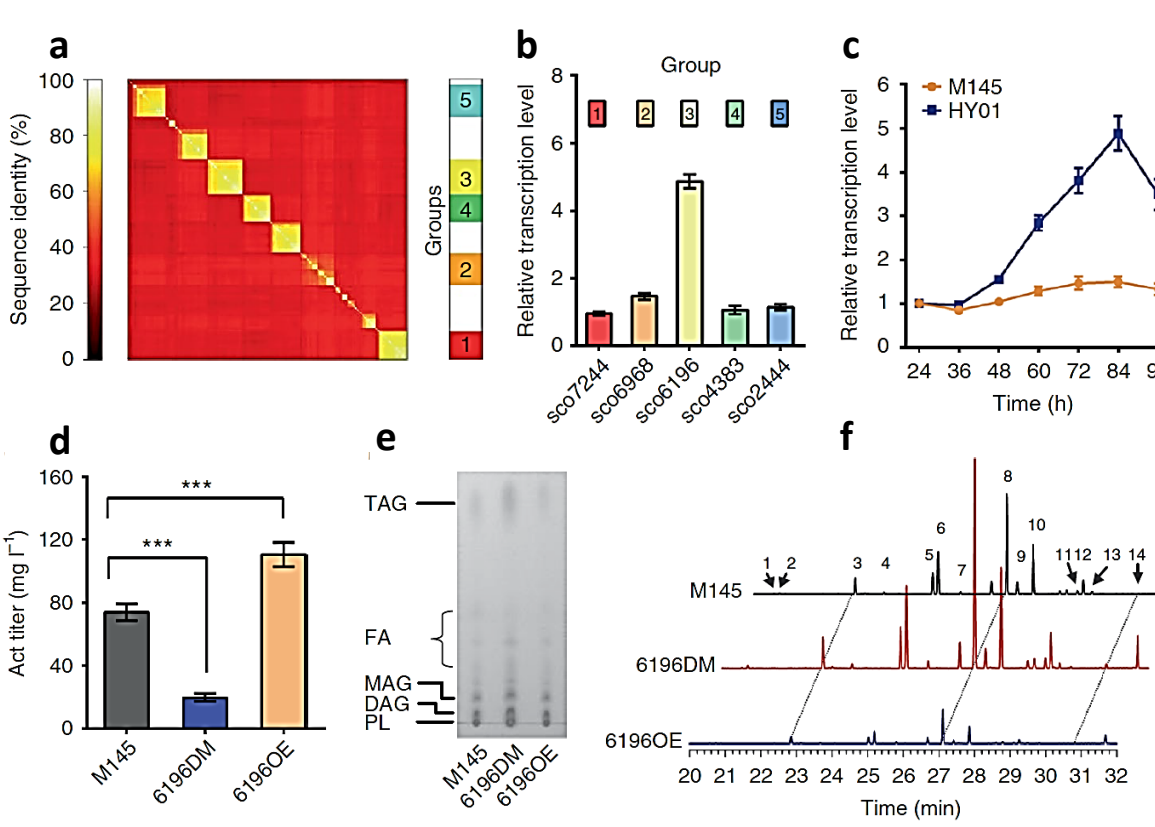 a
Sequence identity (%)
100
80
60
40
20
0
Groups
5
3
4
2
1
b
Group
1 2 3 4 5
Relative transcription level
8
6
4
2
0
sco7244 sco6968 sco6196 sco4383 sco2444
c
M145
HY01
Relative transcription level
6
5
4
3
2
1
0
24 36 48 60 72 84
Time (h)
d
Act titer (mg l⁻¹)
160
120
80
40
0
***
***
M145 6196DM 6196OE
e
TAG
FA
MAG
DAG
PL
M145 6196DM 6196OE
f
1 2 3 4 5 6 7 8 9 10 11 12 13 14
M145
6196DM
6196OE
20 21 22 23 24 25 26 27 28 29 30 31 32
Time (min)